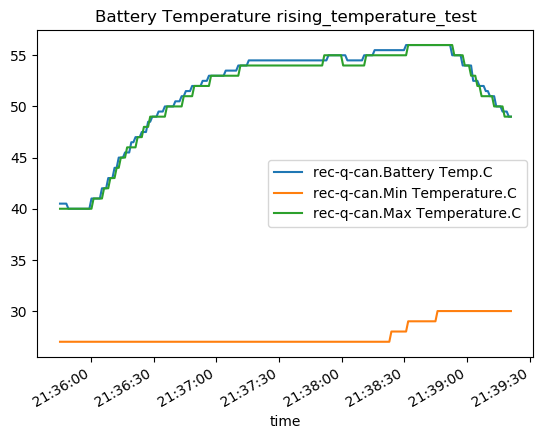 Battery Temperature rising_temperature_test
55
50
45
40
35
30
rec-q-can.Battery Temp.C
rec-q-can.Min Temperature.C
rec-q-can.Max Temperature.C
21:36:00
21:36:30
21:37:00
21:37:30
21:38:00
21:38:30
21:39:00
21:39:30
time